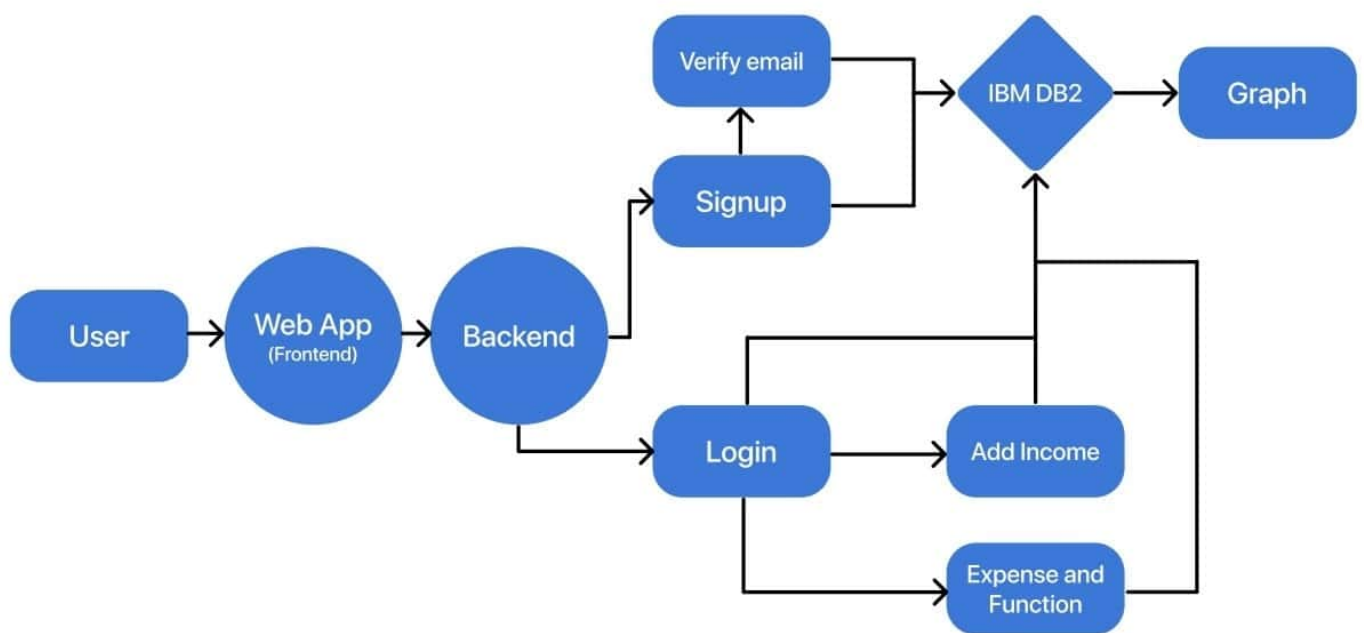 Verify email
IBM DB2
Graph
Signup
User
Web App
(Frontend)
Backend
Login
Add Income
Expense and
Function